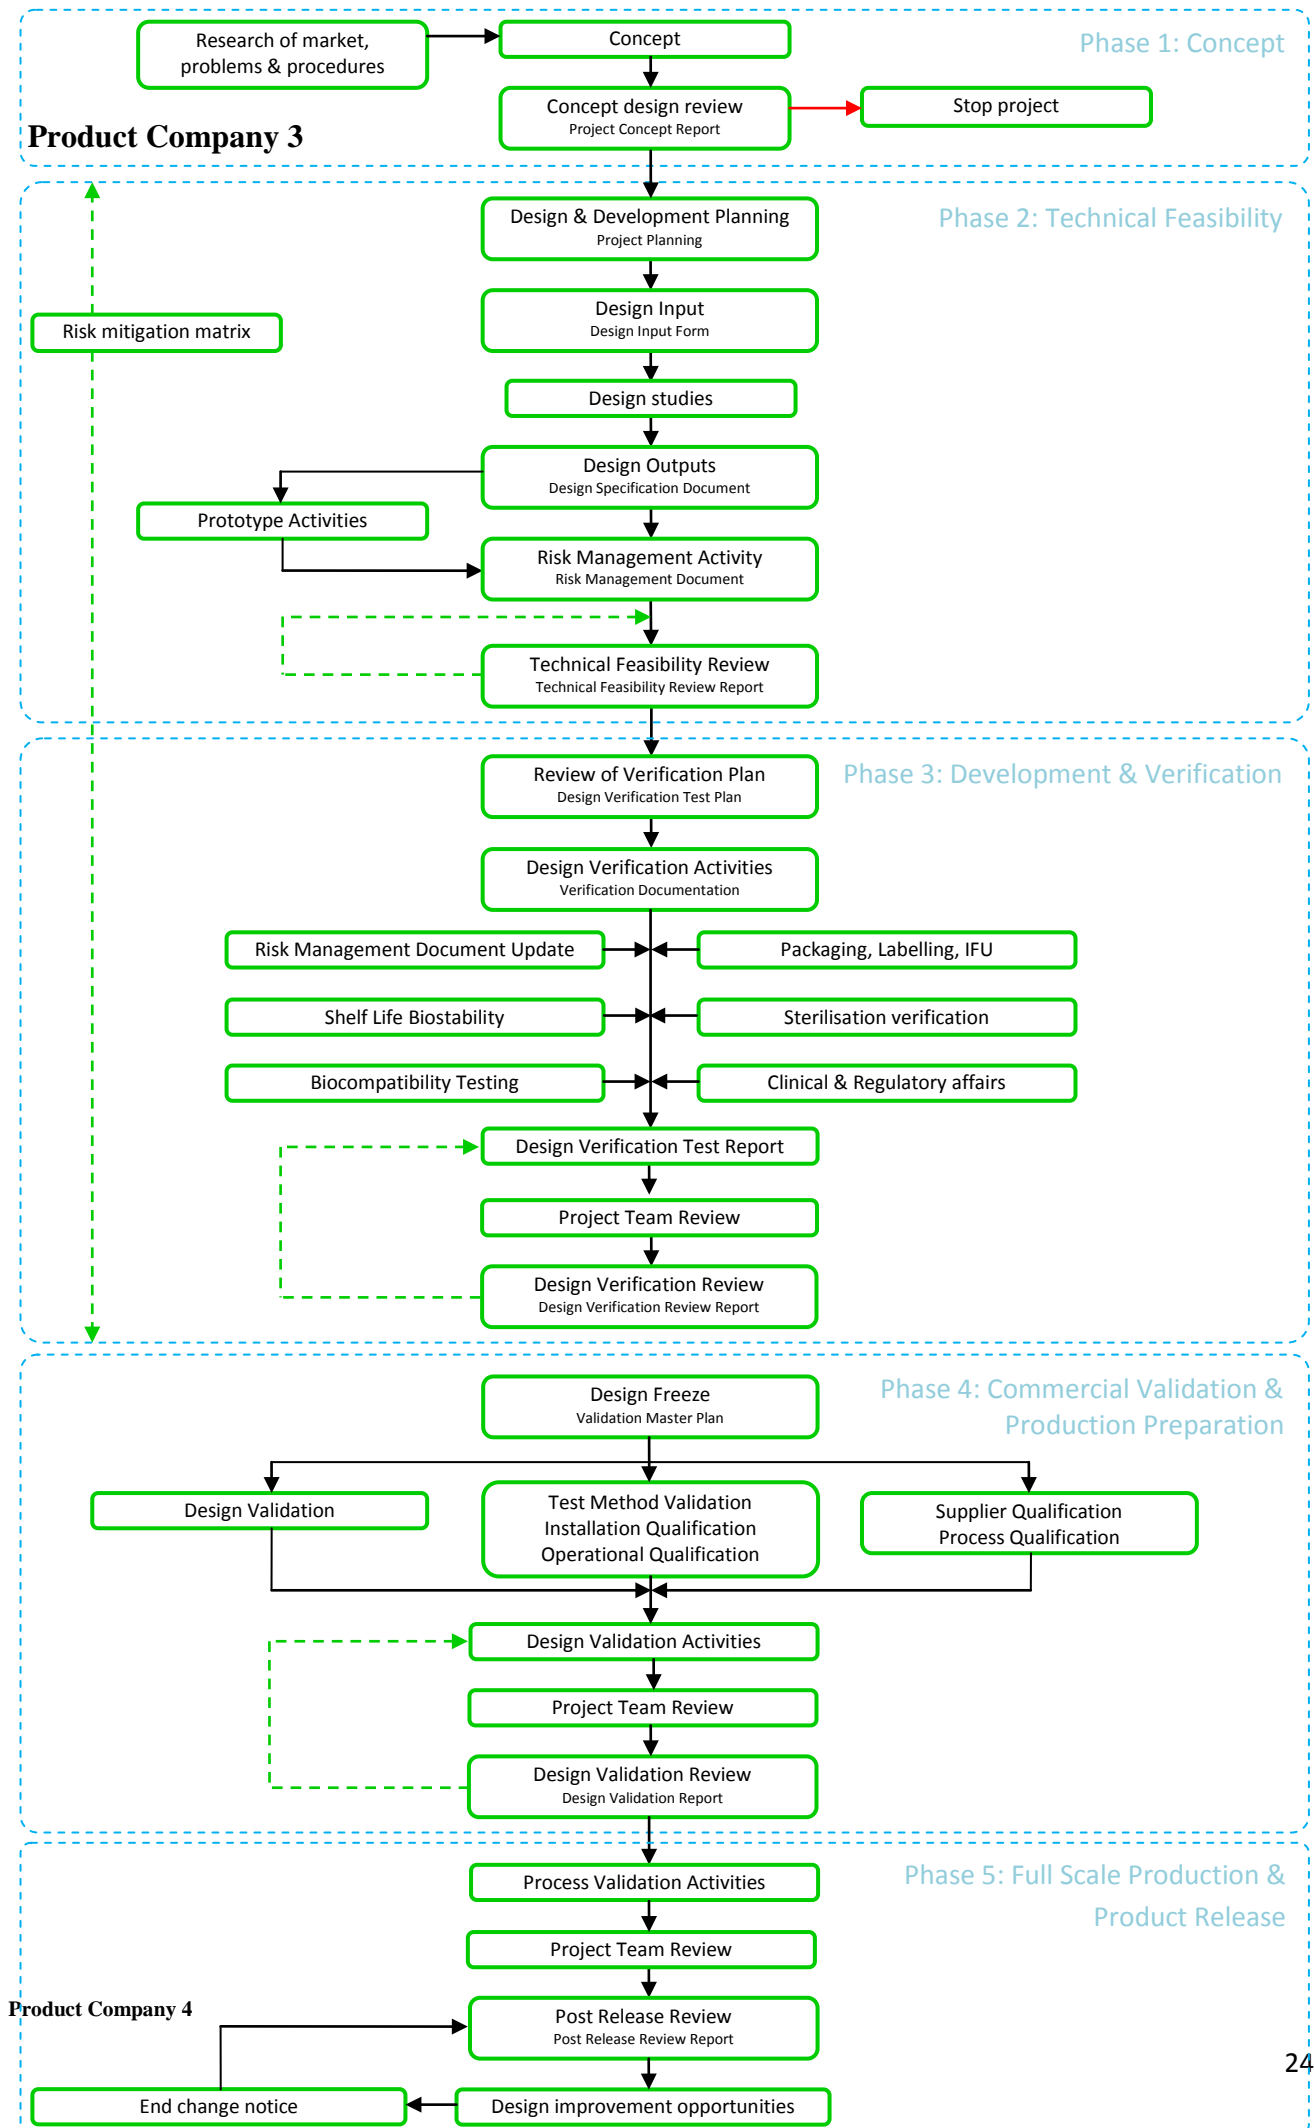 Research of market,
problems & procedures
Concept
Phase 1: Concept
Concept design review
Project Concept Report
Stop project
Product Company 3
Design & Development Planning
Project Planning
Phase 2: Technical Feasibility
Risk mitigation matrix
Design Input
Design Input Form
Design studies
Design Outputs
Design Specification Document
Prototype Activities
Risk Management Activity
Risk Management Document
Technical Feasibility Review
Technical Feasibility Review Report
Review of Verification Plan
Design Verification Test Plan
Phase 3: Development & Verification
Design Verification Activities
Verification Documentation
Risk Management Document Update
Packaging, Labelling, IFU
Shelf Life Biostability
Sterilisation verification
Biocompatibility Testing
Clinical & Regulatory affairs
Design Verification Test Report
Project Team Review
Design Verification Review
Design Verification Review Report
Design Freeze
Validation Master Plan
Phase 4: Commercial Validation &
Production Preparation
Design Validation
Test Method Validation
Installation Qualification
Operational Qualification
Supplier Qualification
Process Qualification
Design Validation Activities
Project Team Review
Design Validation Review
Design Validation Report
Process Validation Activities
Phase 5: Full Scale Production &
Product Release
Project Team Review
Product Company 4
Post Release Review
Post Release Review Report
24
End change notice
Design improvement opportunities